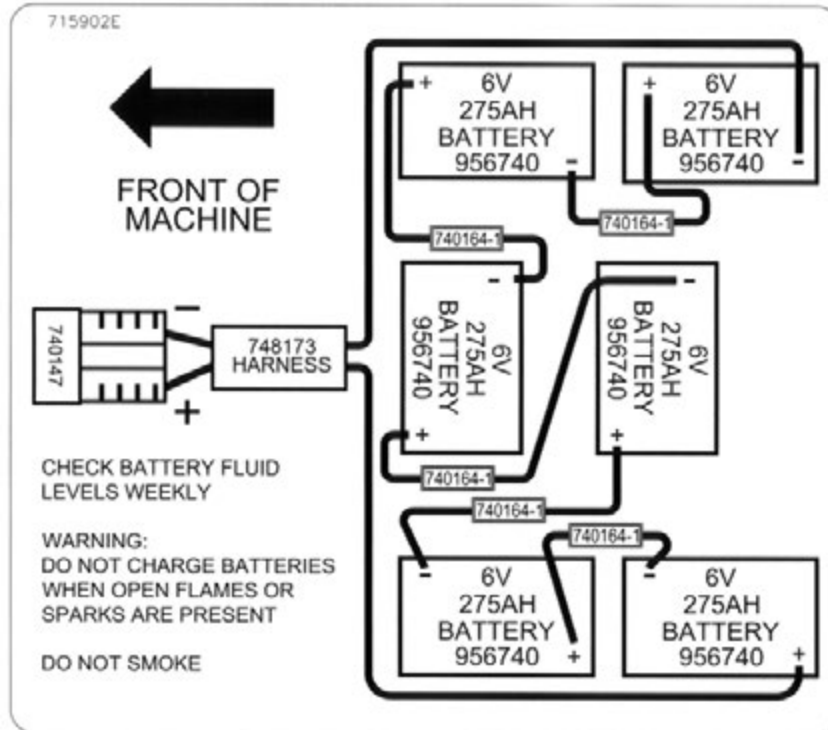 715902E
FRONT OF
MACHINE
740147
−
+
748173
HARNESS
+
6V
275AH
BATTERY
956740
-
+
6V
275AH
BATTERY
956740
-
740164-1
740164-1
-
6V
275AH
BATTERY
956740
+
-
6V
275AH
BATTERY
956740
+
740164-1
740164-1
740164-1
-
6V
275AH
BATTERY
956740
+
-
6V
275AH
BATTERY
956740
+
CHECK BATTERY FLUID
LEVELS WEEKLY
WARNING:
DO NOT CHARGE BATTERIES
WHEN OPEN FLAMES OR
SPARKS ARE PRESENT
DO NOT SMOKE